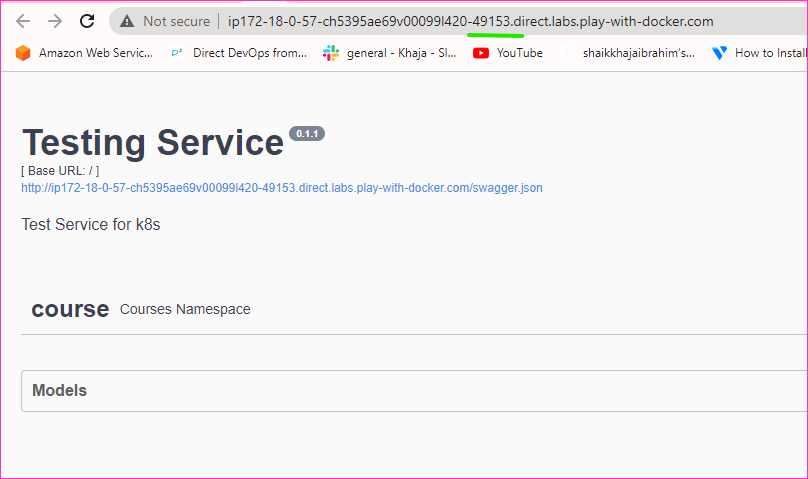 Not secure | ip172-18-0-57-ch5395ae69v00099l420-49153.direct.labs.play-with-docker.com
Amazon Web Servic... Direct DevOps from... general - Khaja - Sl... YouTube shaikkhajaibrahim's... How to Install
Testing Service 0.1.1
[ Base URL: / ]
http://ip172-18-0-57-ch5395ae69v00099l420-49153.direct.labs.play-with-docker.com/swagger.json
Test Service for k8s
course Courses Namespace
Models